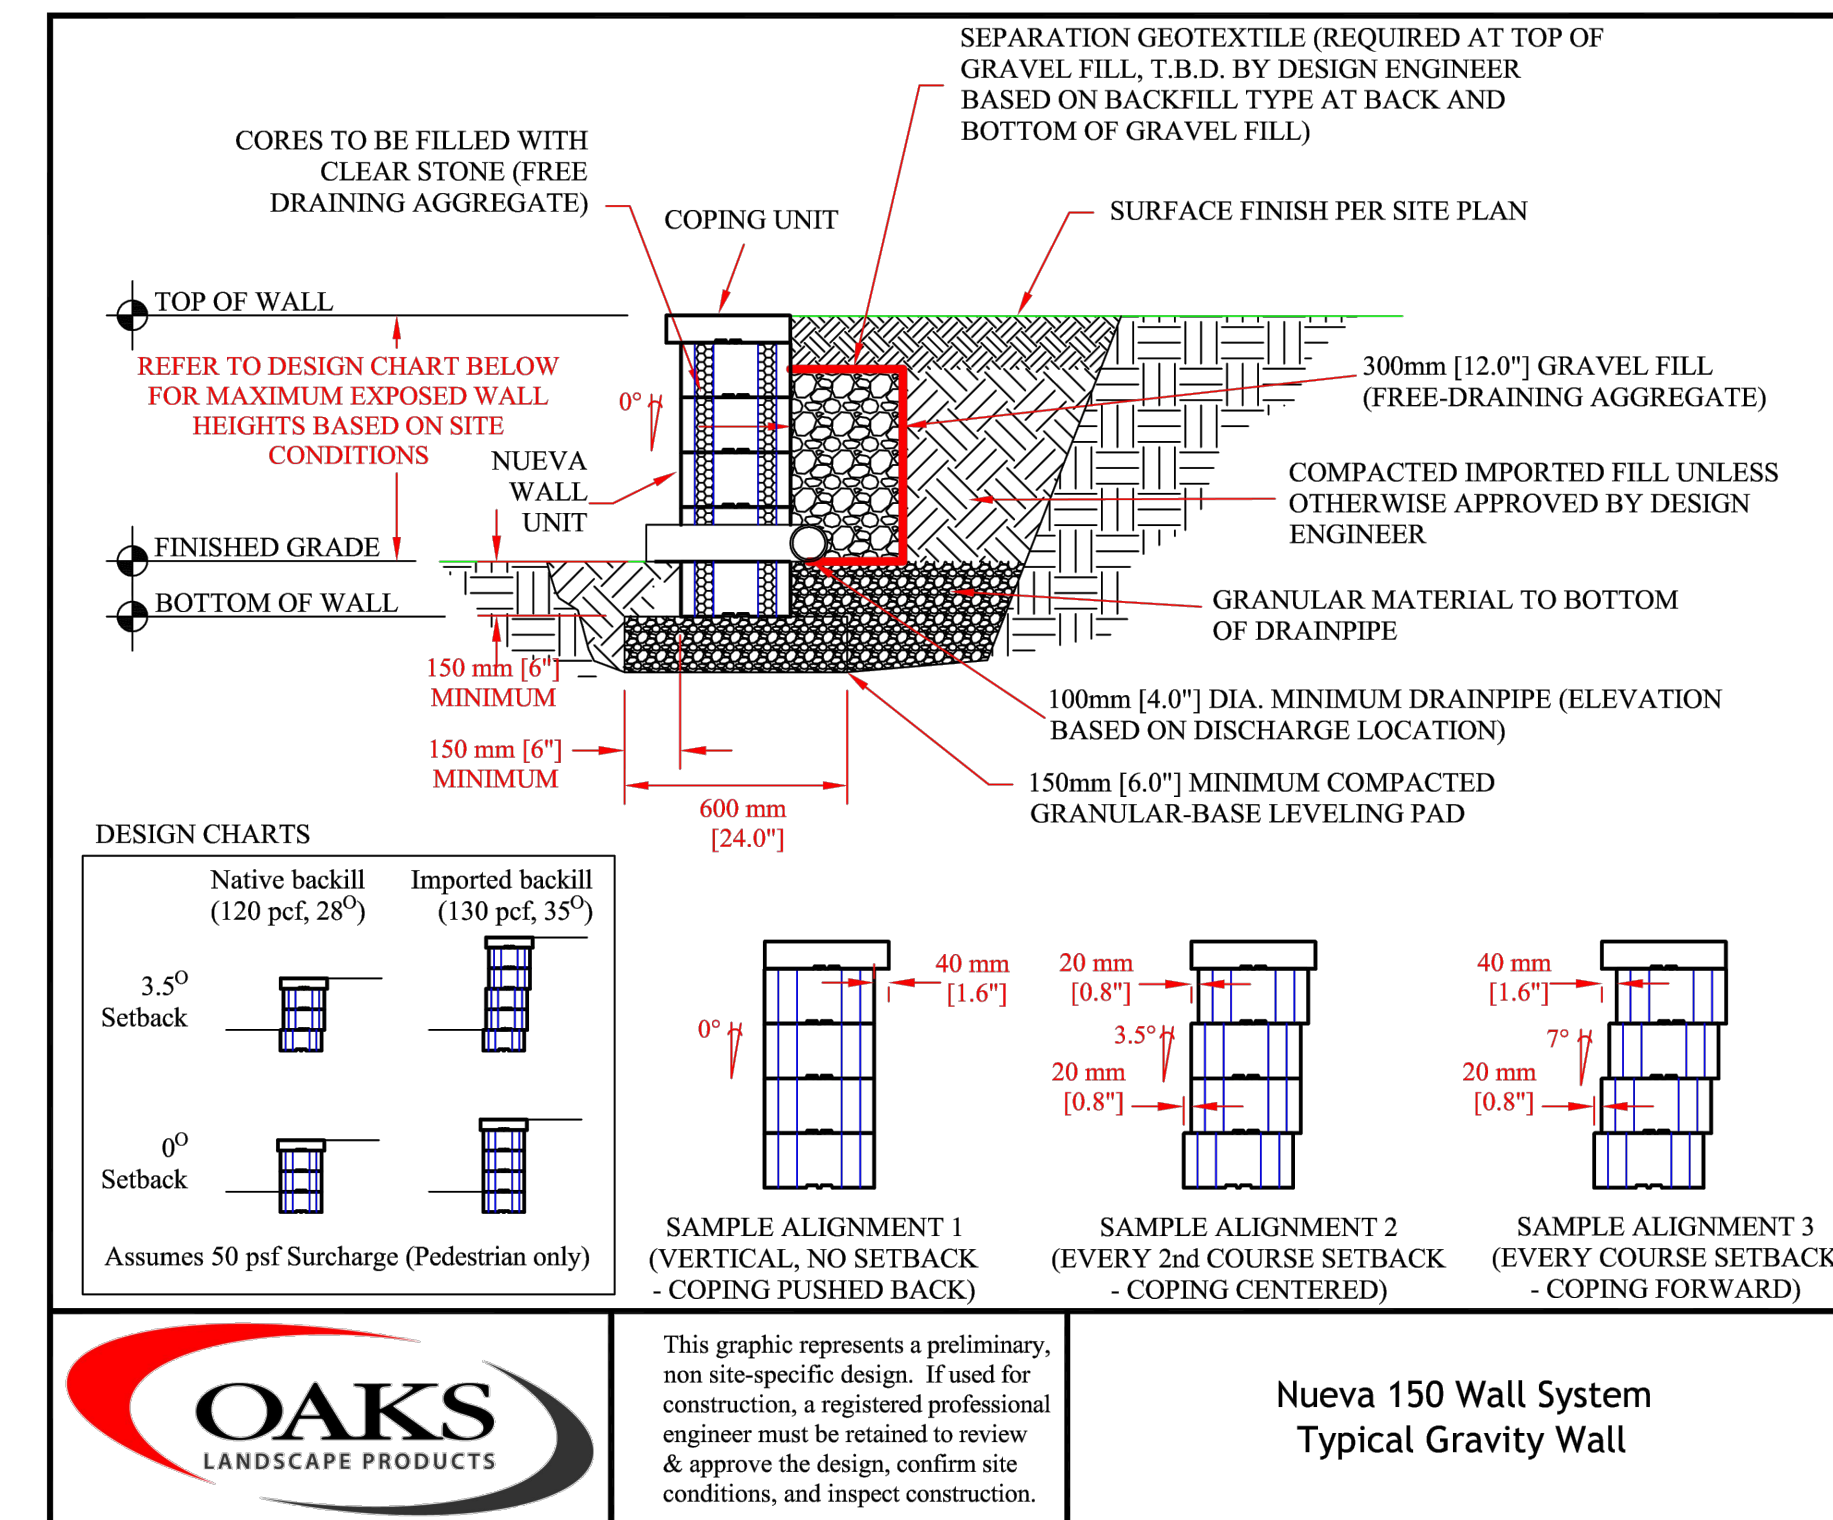 SEPARATION GEOTEXTILE (REQUIRED AT TOP OF
GRAVEL FILL, T.B.D. BY DESIGN ENGINEER
BASED ON BACKFILL TYPE AT BACK AND
BOTTOM OF GRAVEL FILL)
CORES TO BE FILLED WITH
CLEAR STONE (FREE
DRAINING AGGREGATE)
COPING UNIT
SURFACE FINISH PER SITE PLAN
TOP OF WALL
REFER TO DESIGN CHART BELOW
FOR MAXIMUM EXPOSED WALL
HEIGHTS BASED ON SITE
CONDITIONS
0°
300mm [12.0"] GRAVEL FILL
(FREE-DRAINING AGGREGATE)
NUEVA
WALL
UNIT
COMPACTED IMPORTED FILL UNLESS
OTHERWISE APPROVED BY DESIGN
ENGINEER
FINISHED GRADE
BOTTOM OF WALL
GRANULAR MATERIAL TO BOTTOM
OF DRAINPIPE
150 mm [6"]
MINIMUM
100mm [4.0"] DIA. MINIMUM DRAINPIPE (ELEVATION
BASED ON DISCHARGE LOCATION)
150 mm [6"]
MINIMUM
600 mm
[24.0"]
150mm [6.0"] MINIMUM COMPACTED
GRANULAR-BASE LEVELING PAD
DESIGN CHARTS
Native backill
(120 pcf, 28°)
Imported backill
(130 pcf, 35°)
3.5°
Setback
0°
Setback
Assumes 50 psf Surcharge (Pedestrian only)
40 mm
[1.6"]
0°
SAMPLE ALIGNMENT 1
(VERTICAL, NO SETBACK
- COPING PUSHED BACK)
20 mm
[0.8"]
3.5°
20 mm
[0.8"]
SAMPLE ALIGNMENT 2
(EVERY 2nd COURSE SETBACK
- COPING CENTERED)
40 mm
[1.6"]
7°
20 mm
[0.8"]
SAMPLE ALIGNMENT 3
(EVERY COURSE SETBACK
- COPING FORWARD)
OAKS
LANDSCAPE PRODUCTS
This graphic represents a preliminary,
non site-specific design. If used for
construction, a registered professional
engineer must be retained to review
& approve the design, confirm site
conditions, and inspect construction.
Nueva 150 Wall System
Typical Gravity Wall